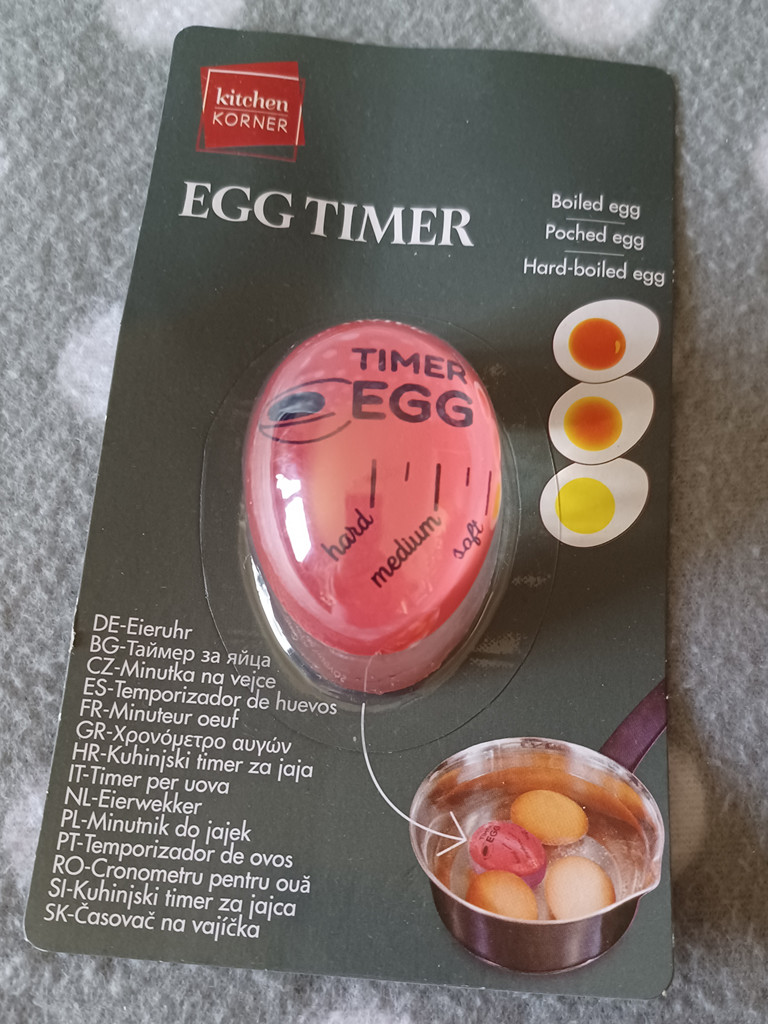 kitchen
KORNER
EGG TIMER
Boiled egg
Poched egg
Hard-boiled egg
TIMER
EGG
hard
medium
soft
DE-Eieruhr
BG-Таймер за яйца
CZ-Minutka na vejce
ES-Temporizador de huevos
FR-Minuteur oeuf
GR-Χρονόμετρο αυγών
HR-Kuhinjski timer za jaja
IT-Timer per uova
NL-Eierwekker
PL-Minutnik do jajek
PT-Temporizador de ovos
RO-Cronometru pentru ouă
SI-Kuhinjski timer za jajca
SK-Časovač na vajíčka
EGG